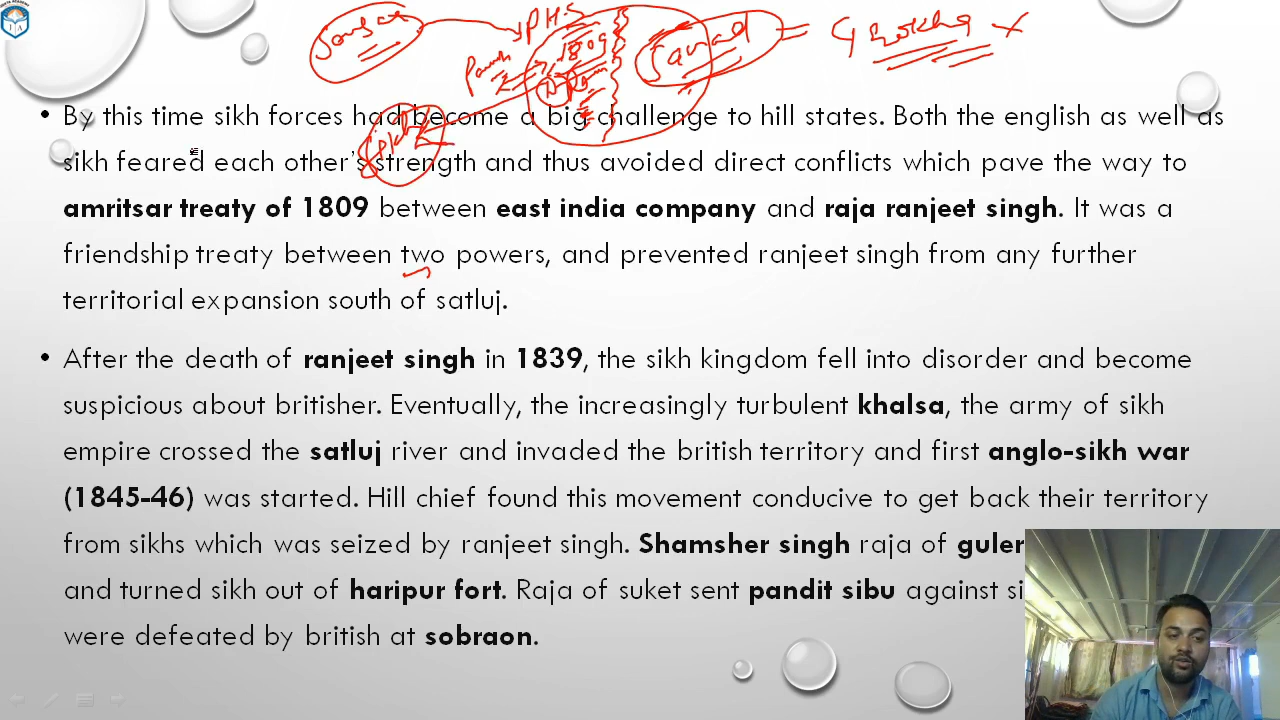 Sansar
PHS
1809
Sanad = Gorkha x
Sikh
• By this time sikh forces had become a big challenge to hill states. Both the english as well as
sikh feared each other's strength and thus avoided direct conflicts which pave the way to
amritsar treaty of 1809 between east india company and raja ranjeet singh. It was a
friendship treaty between two powers, and prevented ranjeet singh from any further
territorial expansion south of satluj.
• After the death of ranjeet singh in 1839, the sikh kingdom fell into disorder and become
suspicious about britisher. Eventually, the increasingly turbulent khalsa, the army of sikh
empire crossed the satluj river and invaded the british territory and first anglo-sikh war
(1845-46) was started. Hill chief found this movement conducive to get back their territory
from sikhs which was seized by ranjeet singh. Shamsher singh raja of guler
and turned sikh out of haripur fort. Raja of suket sent pandit sibu against si
were defeated by british at sobraon.